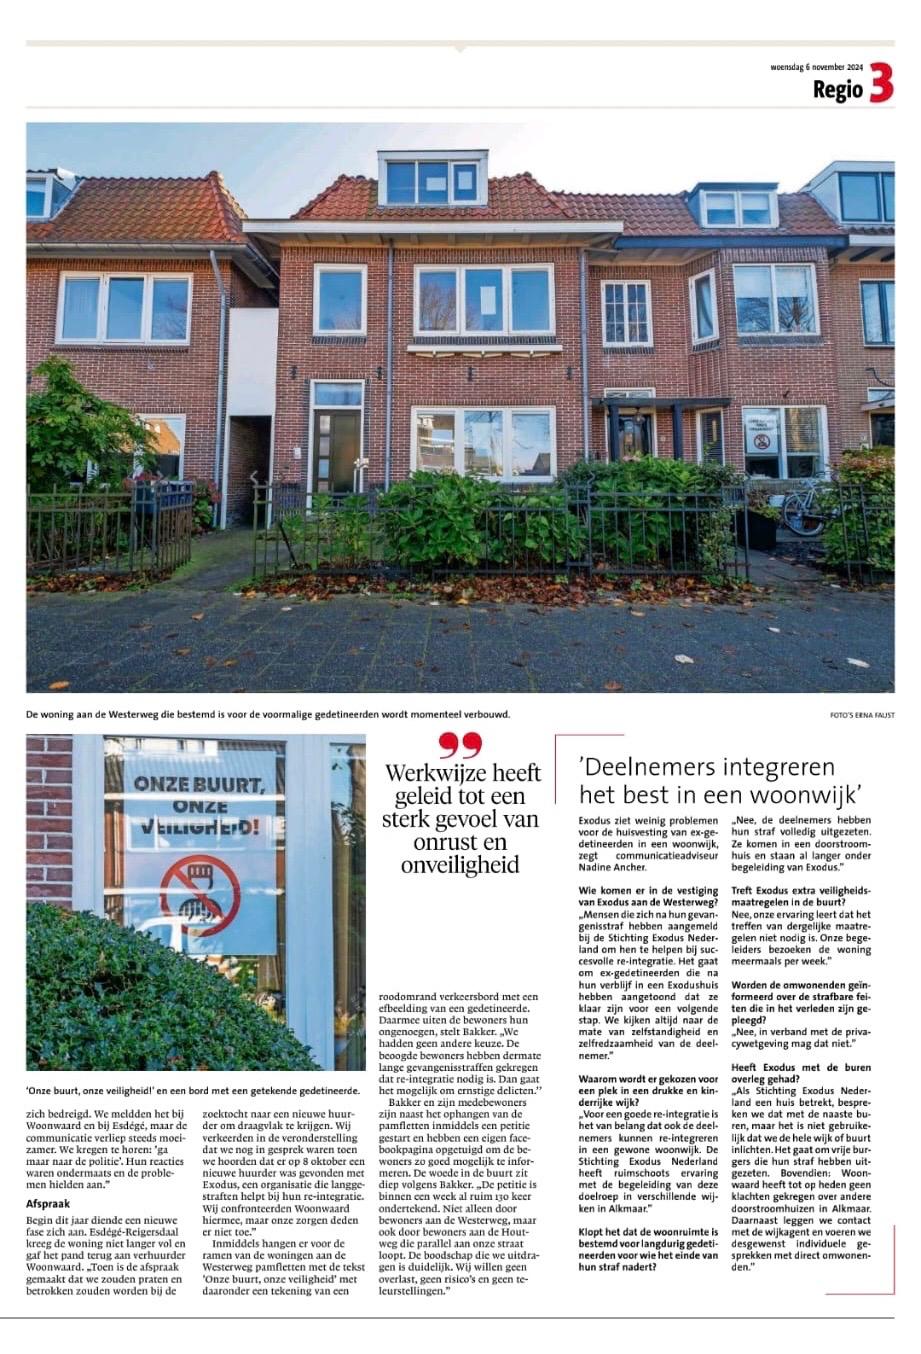 woensdag 6 november 2024
Regio 3
De woning aan de Westerweg die bestemd is voor de voormalige gedetineerden wordt momenteel verbouwd.
FOTO'S ERNA FAUST
ONZE BUURT,
ONZE
VEILIGHEID!
'Onze buurt, onze veiligheid!' en een bord met een getekende gedetineerde.
zich bedreigd. We meldden het bij
Woonwaard en bij Esdégé, maar de
communicatie verliep steeds moei-
zamer. We kregen te horen: 'ga
maar naar de politie'. Hun reacties
waren ondermaats en de proble-
men hielden aan.”
Afspraak
Begin dit jaar diende een nieuwe
fase zich aan. Esdégé-Reigersdaal
kreeg de woning niet langer vol en
gaf het pand terug aan verhuurder
Woonwaard. „Toen is de afspraak
gemaakt dat we zouden praten en
betrokken zouden worden bij de
zoektocht naar een nieuwe huur-
der om draagvlak te krijgen. Wij
verkeerden in de veronderstelling
dat we nog in gesprek waren toen
we hoorden dat er op 8 oktober een
nieuwe huurder was gevonden met
Exodus, een organisatie die langge-
straften helpt bij hun re-integratie.
Wij confronteerden Woonwaard
hiermee, maar onze zorgen deden
er niet toe.”
Inmiddels hangen er voor de
ramen van de woningen aan de
Westerweg pamfletten met de tekst
'Onze buurt, onze veiligheid' met
daaronder een tekening van een
”
Werkwijze heeft
geleid tot een
sterk gevoel van
onrust en
onveiligheid
roodomrand verkeersbord met een
efbeelding van een gedetineerde.
Daarmee uiten de bewoners hun
ongenoegen, stelt Bakker. „We
hadden geen andere keuze. De
beoogde bewoners hebben dermate
lange gevangenisstraffen gekregen
dat re-integratie nodig is. Dan gaat
het mogelijk om ernstige delicten.’’
Bakker en zijn medebewoners
zijn naast het ophangen van de
pamfletten inmiddels een petitie
gestart en hebben een eigen face-
bookpagina opgetuigd om de be-
woners zo goed mogelijk te infor-
meren. De woede in de buurt zit
diep volgens Bakker. „De petitie is
binnen een week al ruim 130 keer
ondertekend. Niet alleen door
bewoners aan de Westerweg, maar
ook door bewoners aan de Hout-
weg die parallel aan onze straat
loopt. De boodschap die we uitdra-
gen is duidelijk. Wij willen geen
overlast, geen risico's en geen te-
leurstellingen.”
’Deelnemers integreren
het best in een woonwijk’
Exodus ziet weinig problemen
voor de huisvesting van ex-ge-
detineerden in een woonwijk,
zegt communicatieadviseur
Nadine Ancher.
Wie komen er in de vestiging
van Exodus aan de Westerweg?
„Mensen die zich na hun gevan-
genisstraf hebben aangemeld
bij de Stichting Exodus Neder-
land om hen te helpen bij suc-
cesvolle re-integratie. Het gaat
om ex-gedetineerden die na
hun verblijf in een Exodushuis
hebben aangetoond dat ze
klaar zijn voor een volgende
stap. We kijken altijd naar de
mate van zelfstandigheid en
zelfredzaamheid van de deel-
nemer.”
Waarom wordt er gekozen voor
een plek in een drukke en kin-
derrijke wijk?
„Voor een goede re-integratie is
het van belang dat ook de deel-
nemers kunnen re-integreren
in een gewone woonwijk. De
Stichting Exodus Nederland
heeft ruimschoots ervaring
met de begeleiding van deze
doelroep in verschillende wij-
ken in Alkmaar.”
Klopt het dat de woonruimte is
bestemd voor langdurig gedeti-
neerden voor wie het einde van
hun straf nadert?
„Nee, de deelnemers hebben
hun straf volledig uitgezeten.
Ze komen in een doorstroom-
huis en staan al langer onder
begeleiding van Exodus.”
Treft Exodus extra veiligheids-
maatregelen in de buurt?
Nee, onze ervaring leert dat het
treffen van dergelijke maatre-
gelen niet nodig is. Onze bege-
leiders bezoeken de woning
meermaals per week.”
Worden de omwonenden geïn-
formeerd over de strafbare fei-
ten die in het verleden zijn ge-
pleegd?
„Nee, in verband met de priva-
cywetgeving mag dat niet.”
Heeft Exodus met de buren
overleg gehad?
„Als Stichting Exodus Neder-
land een huis betrekt, bespre-
ken we dat met de naaste bu-
ren, maar het is niet gebruike-
lijk dat we de hele wijk of buurt
inlichten. Het gaat om vrije bur-
gers die hun straf hebben uit-
gezeten. Bovendien: Woon-
waard heeft tot op heden geen
klachten gekregen over andere
doorstroomhuizen in Alkmaar.
Daarnaast leggen we contact
met de wijkagent en voeren we
desgewenst individuele ge-
sprekken met direct omwonen-
den.”